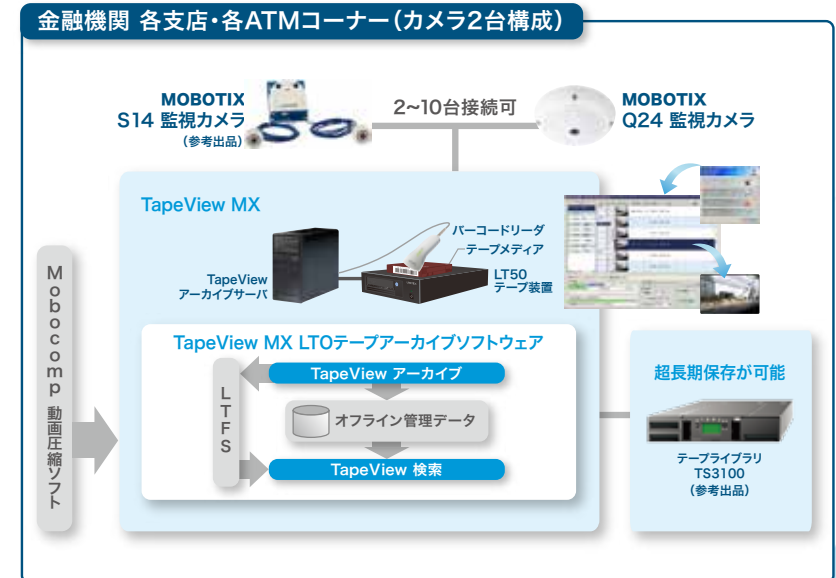 金融機関 各支店・各ATMコーナー（カメラ2台構成）
MOBOTIX
S14 監視カメラ
（参考出品）
2~10台接続可
MOBOTIX
Q24 監視カメラ
TapeView MX
バーコードリーダ
テープメディア
LT50
テープ装置
TapeView
アーカイブサーバ
Mobocomp 動画圧縮ソフト
TapeView MX LTOテープアーカイブソフトウェア
LTFS
TapeView アーカイブ
オフライン管理データ
TapeView 検索
超長期保存が可能
テープライブラリ
TS3100
（参考出品）